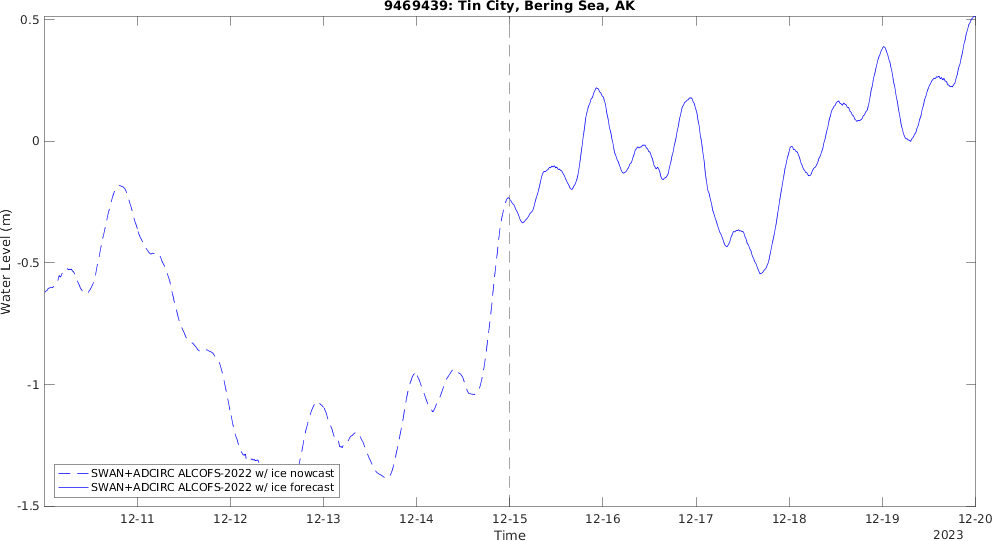 9469439: Tin City, Bering Sea, AK
Water Level (m)
0.5
0
-0.5
-1
-1.5
SWAN+ADCIRC ALCOFS-2022 w/ ice nowcast
SWAN+ADCIRC ALCOFS-2022 w/ ice forecast
12-11 12-12 12-13 12-14 12-15 12-16 12-17 12-18 12-19 12-20
Time
2023